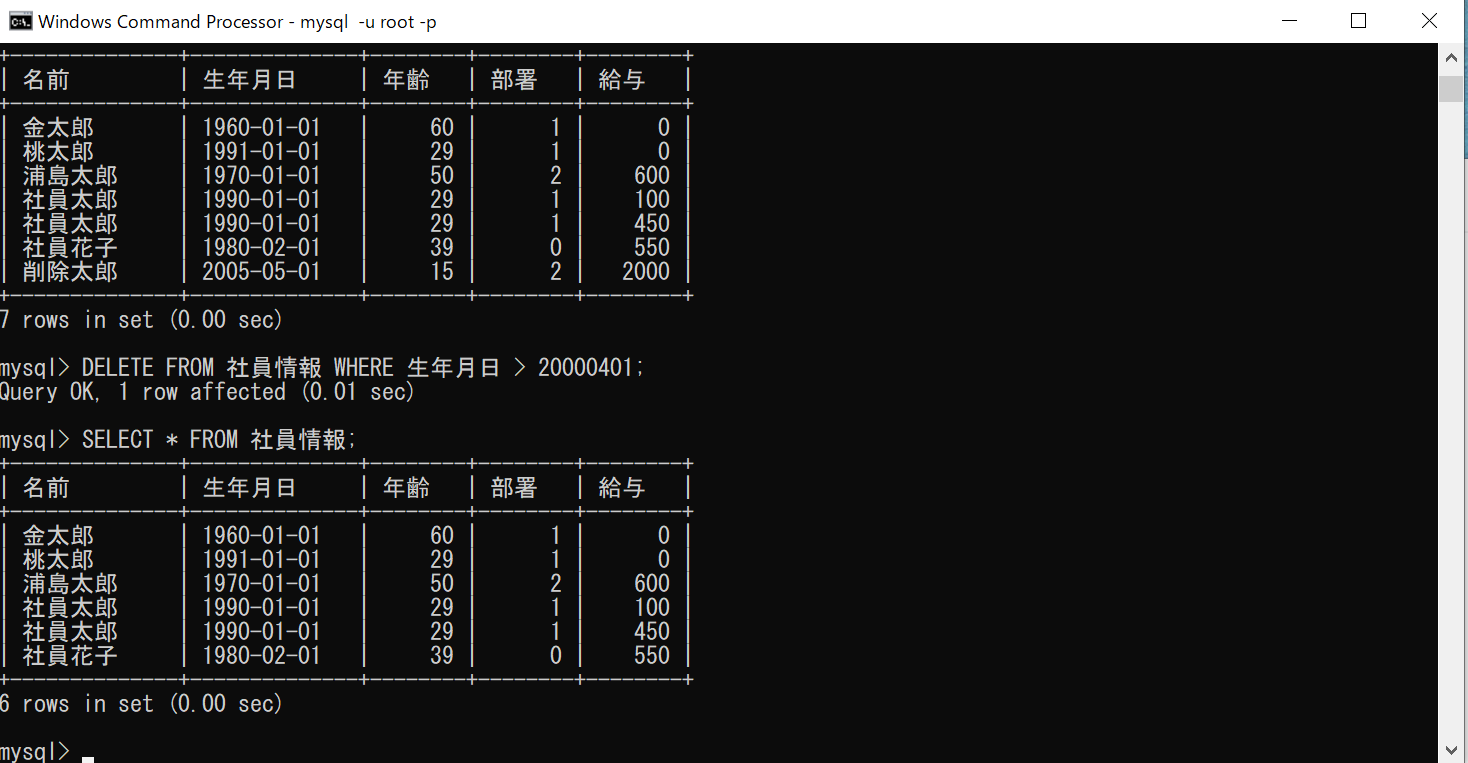 Windows Command Processor - mysql -u root -p
+--------------+--------------+--------+--------+--------+
| 名前 | 生年月日 | 年齢 | 部署 | 給与 |
+--------------+--------------+--------+--------+--------+
| 金太郎 | 1960-01-01 | 60 | 1 | 0 |
| 桃太郎 | 1991-01-01 | 29 | 1 | 0 |
| 浦島太郎 | 1970-01-01 | 50 | 2 | 600 |
| 社員太郎 | 1990-01-01 | 29 | 1 | 100 |
| 社員太郎 | 1990-01-01 | 29 | 1 | 450 |
| 社員花子 | 1980-02-01 | 39 | 0 | 550 |
| 削除太郎 | 2005-05-01 | 15 | 2 | 2000 |
+--------------+--------------+--------+--------+--------+
7 rows in set (0.00 sec)
mysql> DELETE FROM 社員情報 WHERE 生年月日 > 20000401;
Query OK, 1 row affected (0.01 sec)
mysql> SELECT * FROM 社員情報;
+--------------+--------------+--------+--------+--------+
| 名前 | 生年月日 | 年齢 | 部署 | 給与 |
+--------------+--------------+--------+--------+--------+
| 金太郎 | 1960-01-01 | 60 | 1 | 0 |
| 桃太郎 | 1991-01-01 | 29 | 1 | 0 |
| 浦島太郎 | 1970-01-01 | 50 | 2 | 600 |
| 社員太郎 | 1990-01-01 | 29 | 1 | 100 |
| 社員太郎 | 1990-01-01 | 29 | 1 | 450 |
| 社員花子 | 1980-02-01 | 39 | 0 | 550 |
+--------------+--------------+--------+--------+--------+
6 rows in set (0.00 sec)
mysql>